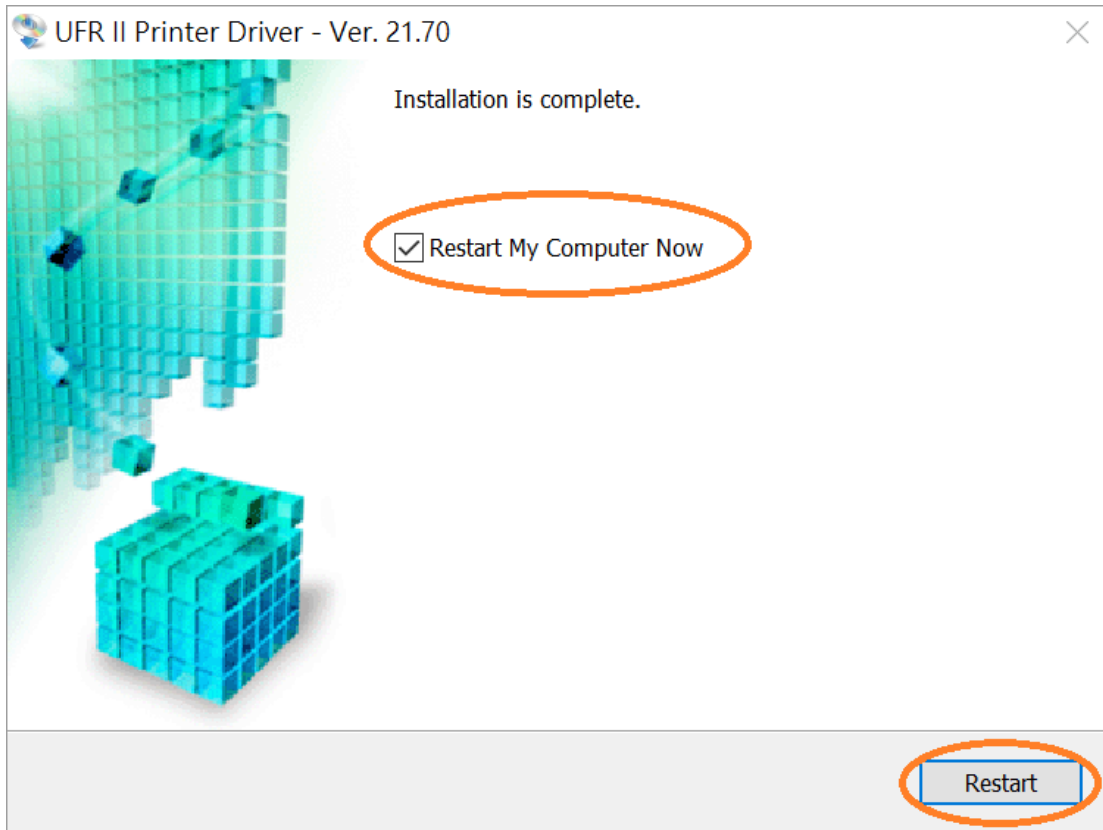 UFR II Printer Driver - Ver. 21.70
Installation is complete.
Restart My Computer Now
Restart